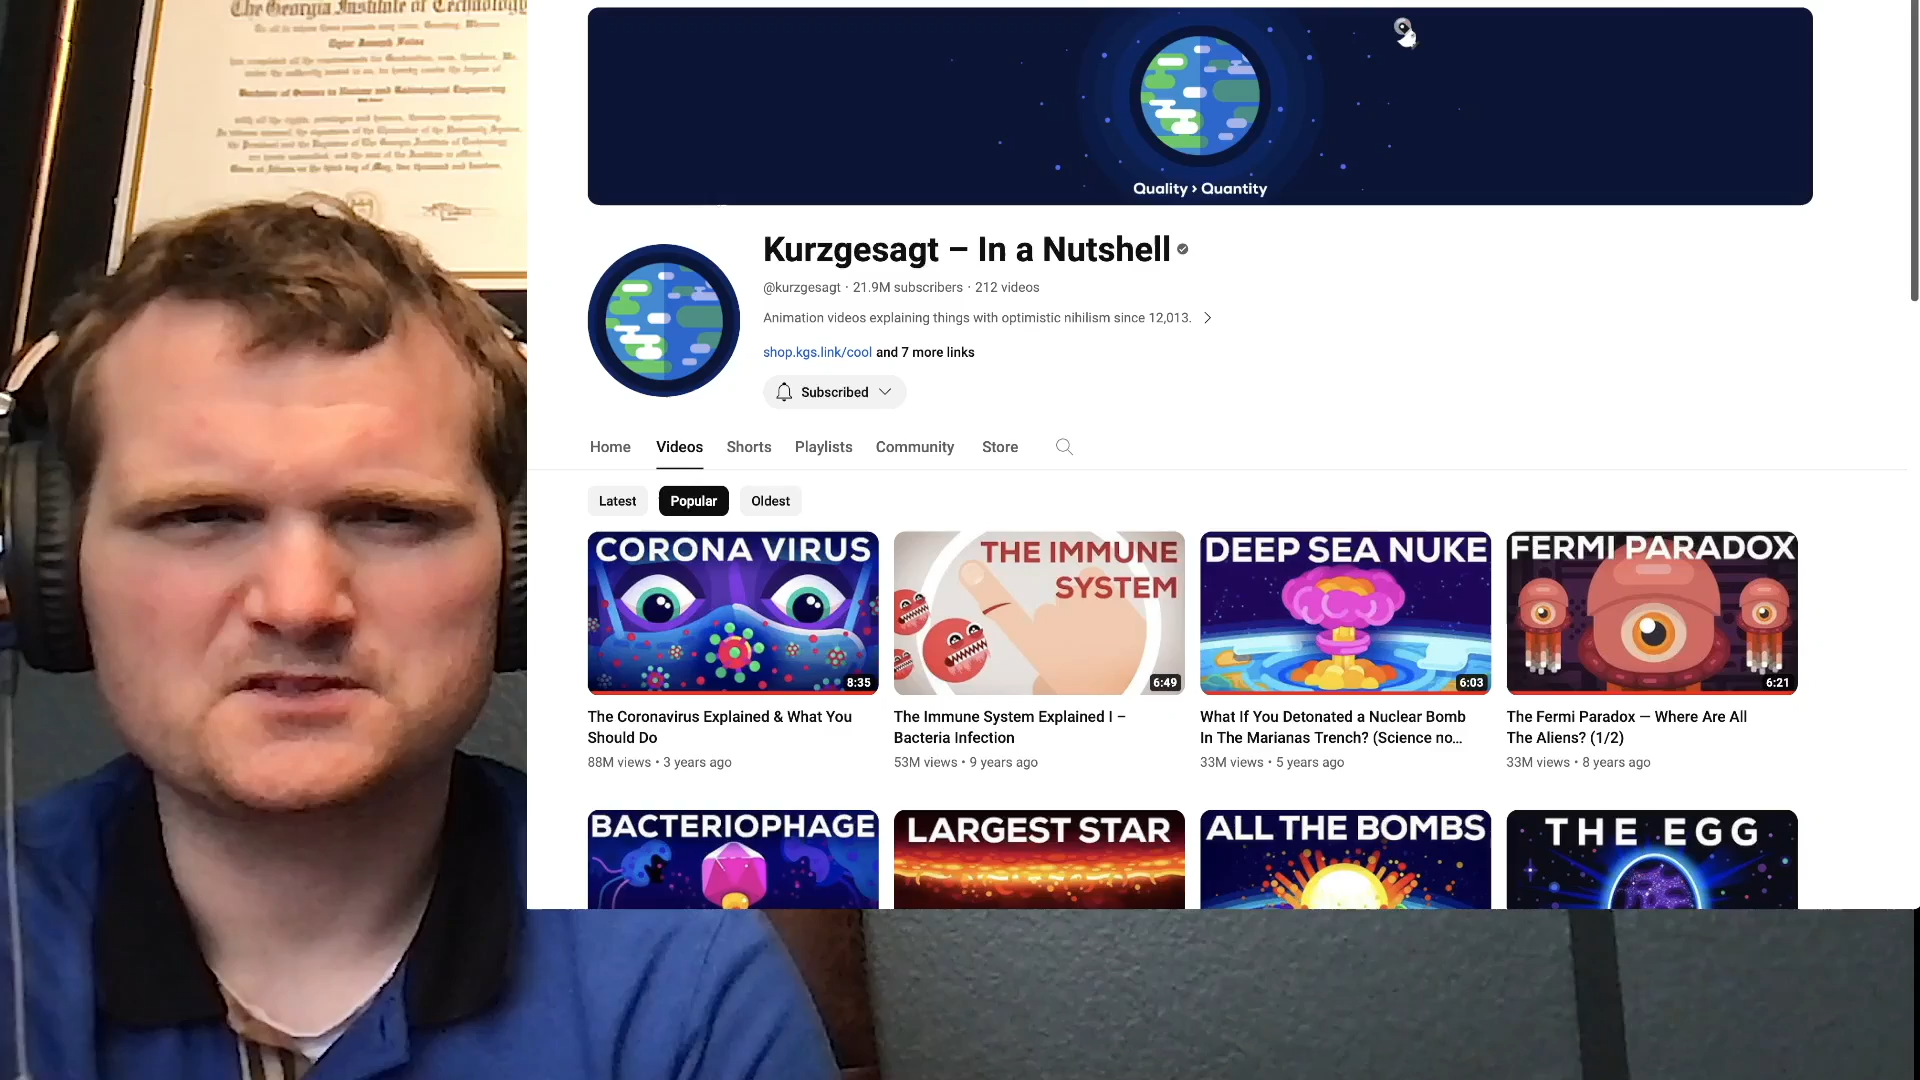 The Georgia Institute of Technology
Quality › Quantity
Kurzgesagt – In a Nutshell
@kurzgesagt · 21.9M subscribers · 212 videos
Animation videos explaining things with optimistic nihilism since 12,013.
shop.kgs.link/cool and 7 more links
Subscribed
Home Videos Shorts Playlists Community Store
Latest Popular Oldest
CORONA VIRUS
8:35
THE IMMUNE
SYSTEM
6:49
DEEP SEA NUKE
6:03
FERMI PARADOX
6:21
The Coronavirus Explained & What You
Should Do
88M views • 3 years ago
The Immune System Explained I –
Bacteria Infection
53M views • 9 years ago
What If You Detonated a Nuclear Bomb
In The Marianas Trench? (Science no...
33M views • 5 years ago
The Fermi Paradox — Where Are All
The Aliens? (1/2)
33M views • 8 years ago
BACTERIOPHAGE
LARGEST STAR
ALL THE BOMBS
THE EGG